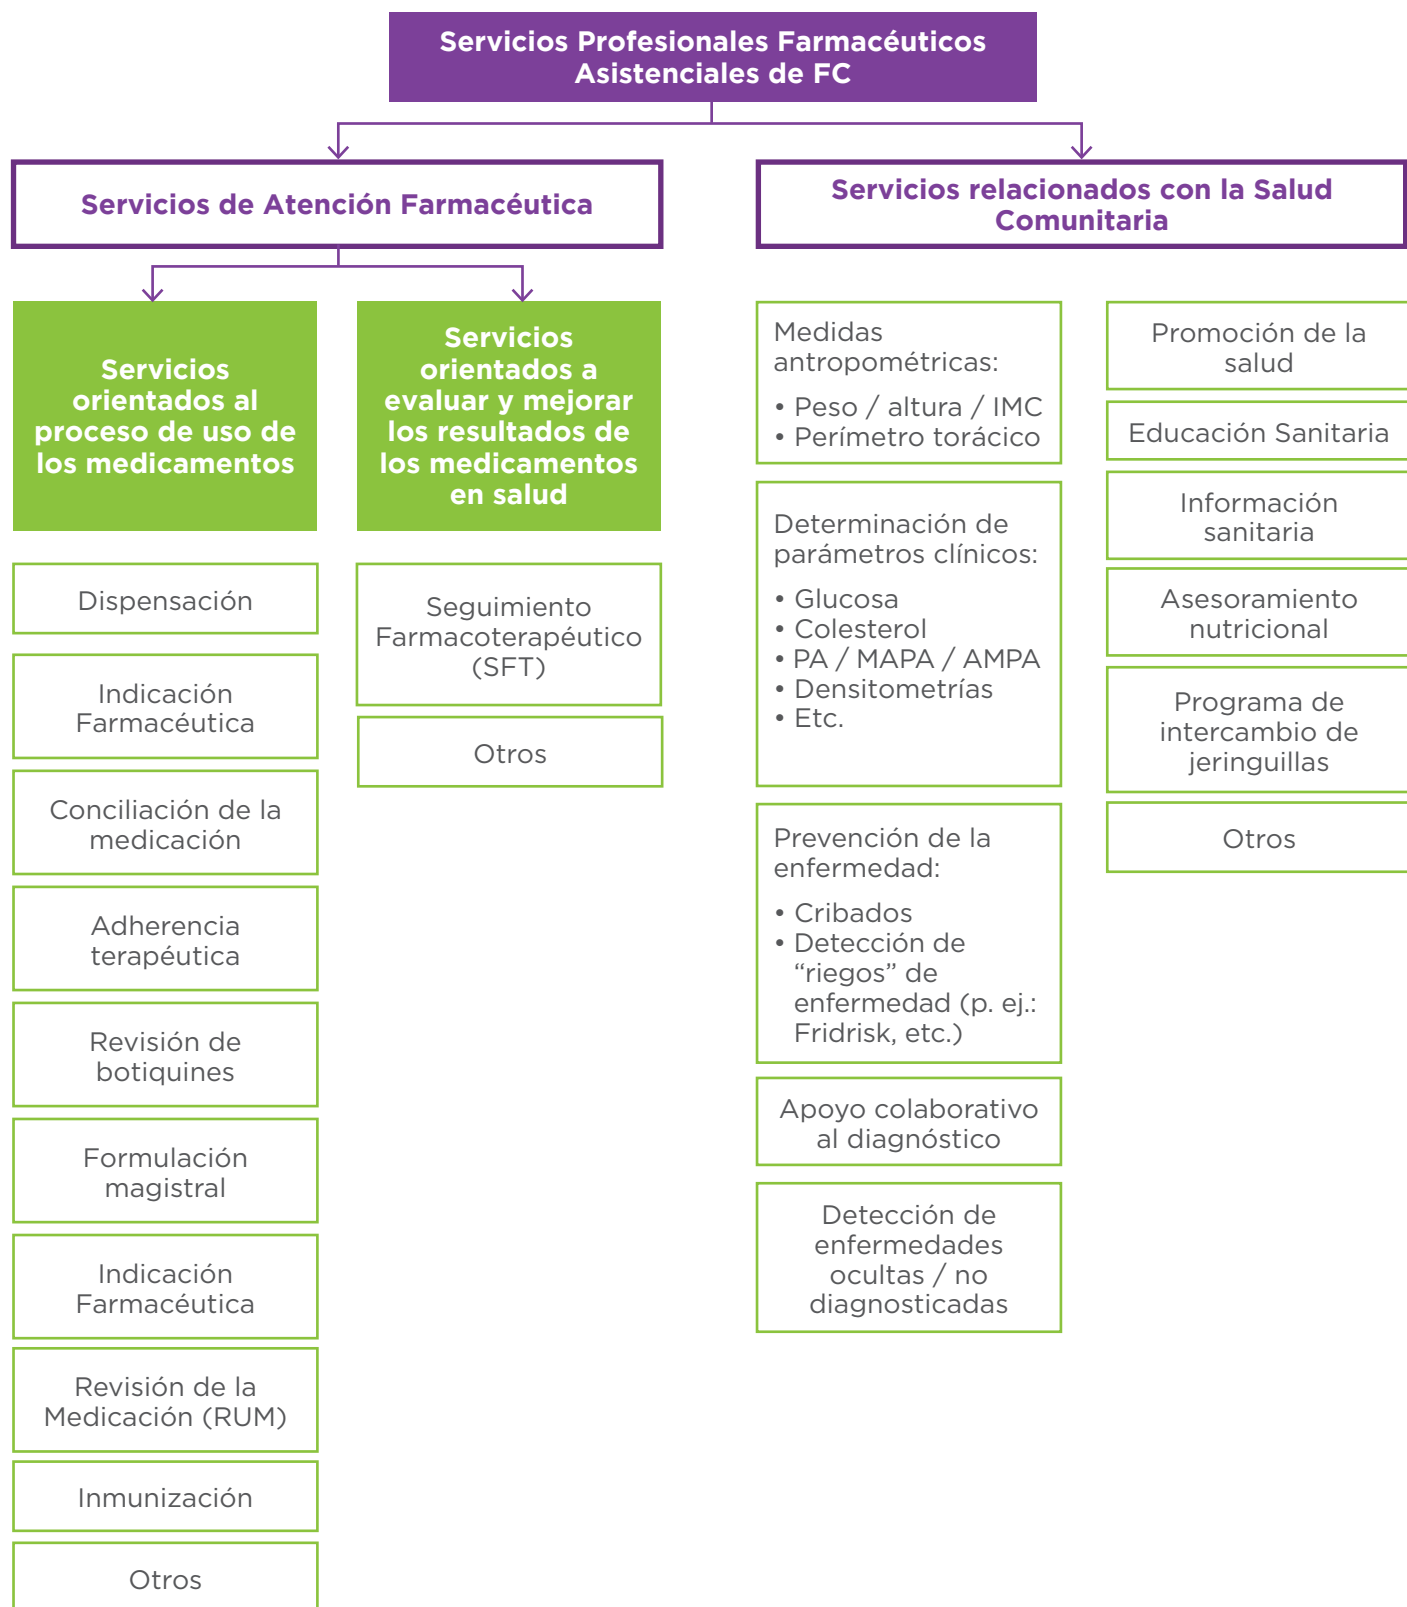 Servicios Profesionales Farmacéuticos
Asistenciales de FC
Servicios de Atención Farmacéutica
Servicios relacionados con la Salud
Comunitaria
Servicios
orientados al
proceso de uso de
los medicamentos
Servicios
orientados a
evaluar y mejorar
los resultados de
los medicamentos
en salud
Dispensación
Indicación
Farmacéutica
Conciliación de la
medicación
Adherencia
terapéutica
Revisión de
botiquines
Formulación
magistral
Indicación
Farmacéutica
Revisión de la
Medicación (RUM)
Inmunización
Otros
Seguimiento
Farmacoterapéutico
(SFT)
Otros
Medidas
antropométricas:
• Peso / altura / IMC
• Perímetro torácico
Determinación de
parámetros clínicos:
• Glucosa
• Colesterol
• PA / MAPA / AMPA
• Densitometrías
• Etc.
Prevención de la
enfermedad:
• Cribados
• Detección de
“riegos” de
enfermedad (p. ej.:
Fridrisk, etc.)
Apoyo colaborativo
al diagnóstico
Detección de
enfermedades
ocultas / no
diagnosticadas
Promoción de la
salud
Educación Sanitaria
Información
sanitaria
Asesoramiento
nutricional
Programa de
intercambio de
jeringuillas
Otros